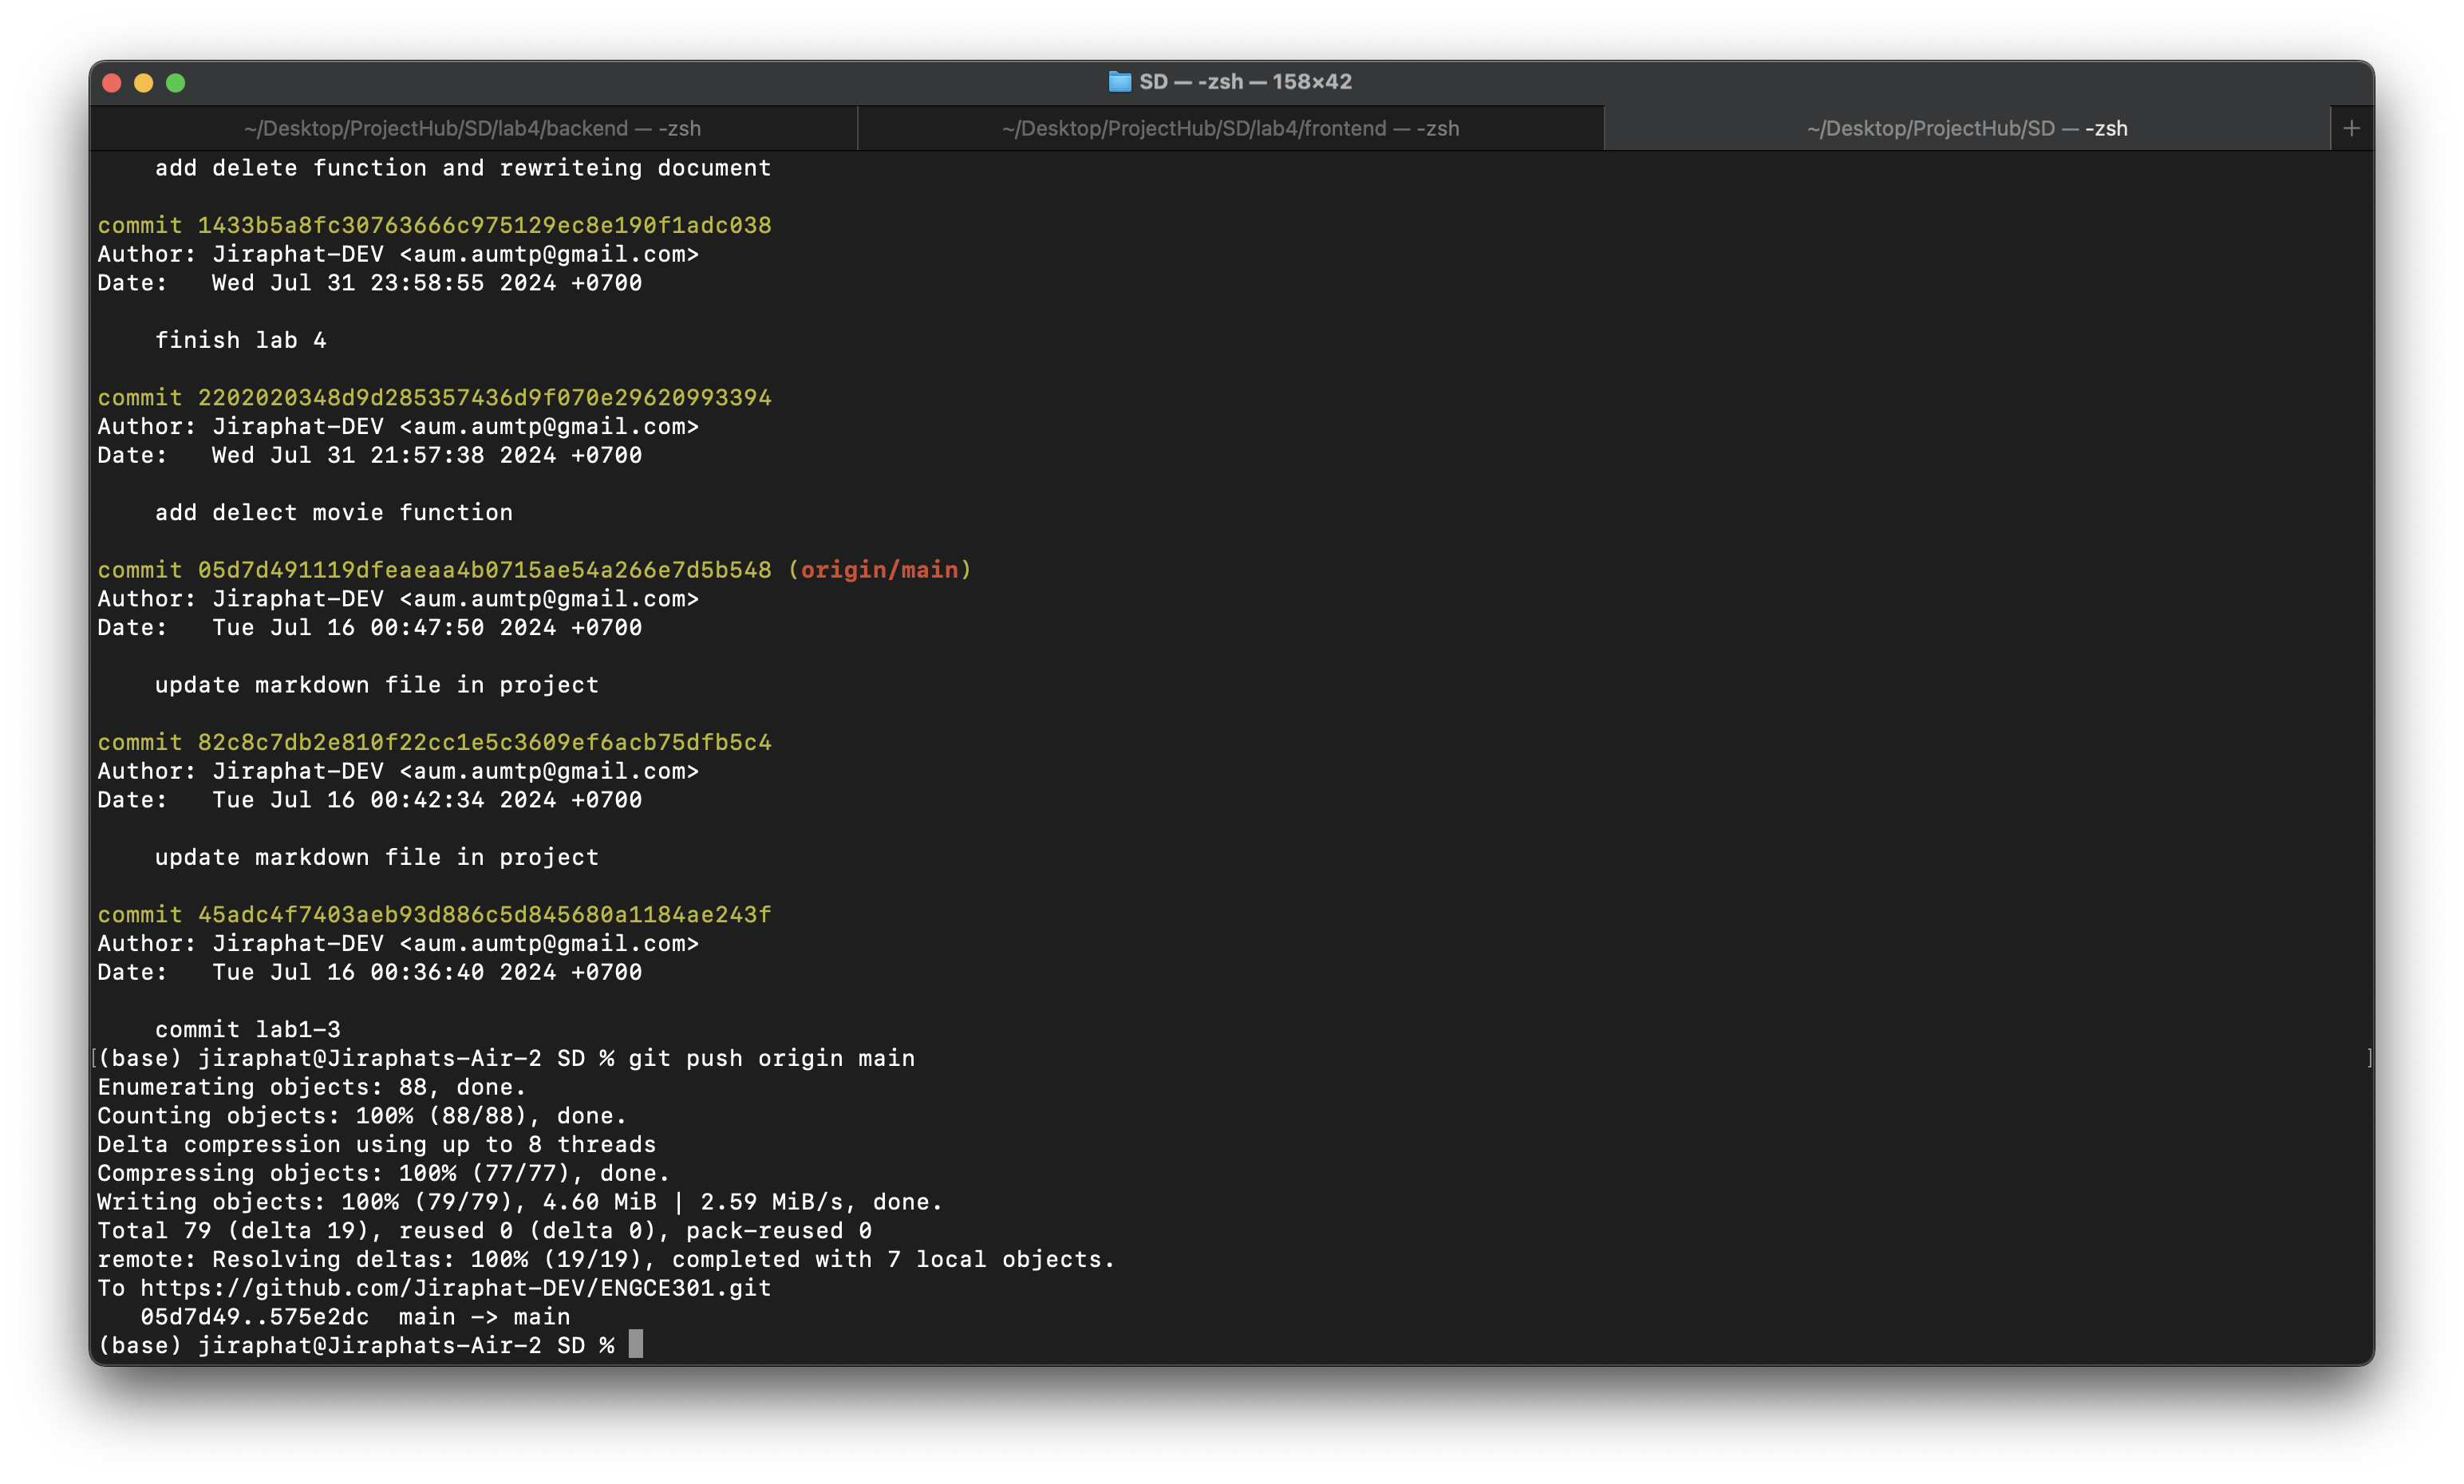 SD — -zsh — 158×42
~/Desktop/ProjectHub/SD/lab4/backend — -zsh
~/Desktop/ProjectHub/SD/lab4/frontend — -zsh
~/Desktop/ProjectHub/SD — -zsh
+
add delete function and rewriteing document
commit 1433b5a8fc30763666c975129ec8e190f1adc038
Author: Jiraphat-DEV <aum.aumtp@gmail.com>
Date:   Wed Jul 31 23:58:55 2024 +0700
finish lab 4
commit 2202020348d9d285357436d9f070e29620993394
Author: Jiraphat-DEV <aum.aumtp@gmail.com>
Date:   Wed Jul 31 21:57:38 2024 +0700
add delect movie function
commit 05d7d491119dfeaeaa4b0715ae54a266e7d5b548 (origin/main)
Author: Jiraphat-DEV <aum.aumtp@gmail.com>
Date:   Tue Jul 16 00:47:50 2024 +0700
update markdown file in project
commit 82c8c7db2e810f22cc1e5c3609ef6acb75dfb5c4
Author: Jiraphat-DEV <aum.aumtp@gmail.com>
Date:   Tue Jul 16 00:42:34 2024 +0700
update markdown file in project
commit 45adc4f7403aeb93d886c5d845680a1184ae243f
Author: Jiraphat-DEV <aum.aumtp@gmail.com>
Date:   Tue Jul 16 00:36:40 2024 +0700
commit lab1-3
[(base) jiraphat@Jiraphats-Air-2 SD % git push origin main ]
Enumerating objects: 88, done.
Counting objects: 100% (88/88), done.
Delta compression using up to 8 threads
Compressing objects: 100% (77/77), done.
Writing objects: 100% (79/79), 4.60 MiB | 2.59 MiB/s, done.
Total 79 (delta 19), reused 0 (delta 0), pack-reused 0
remote: Resolving deltas: 100% (19/19), completed with 7 local objects.
To https://github.com/Jiraphat-DEV/ENGCE301.git
05d7d49..575e2dc  main -> main
(base) jiraphat@Jiraphats-Air-2 SD %